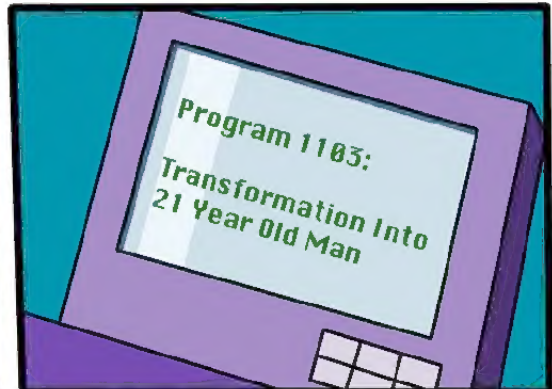 Program 1103:
Transformation Into
21 Year Old Man